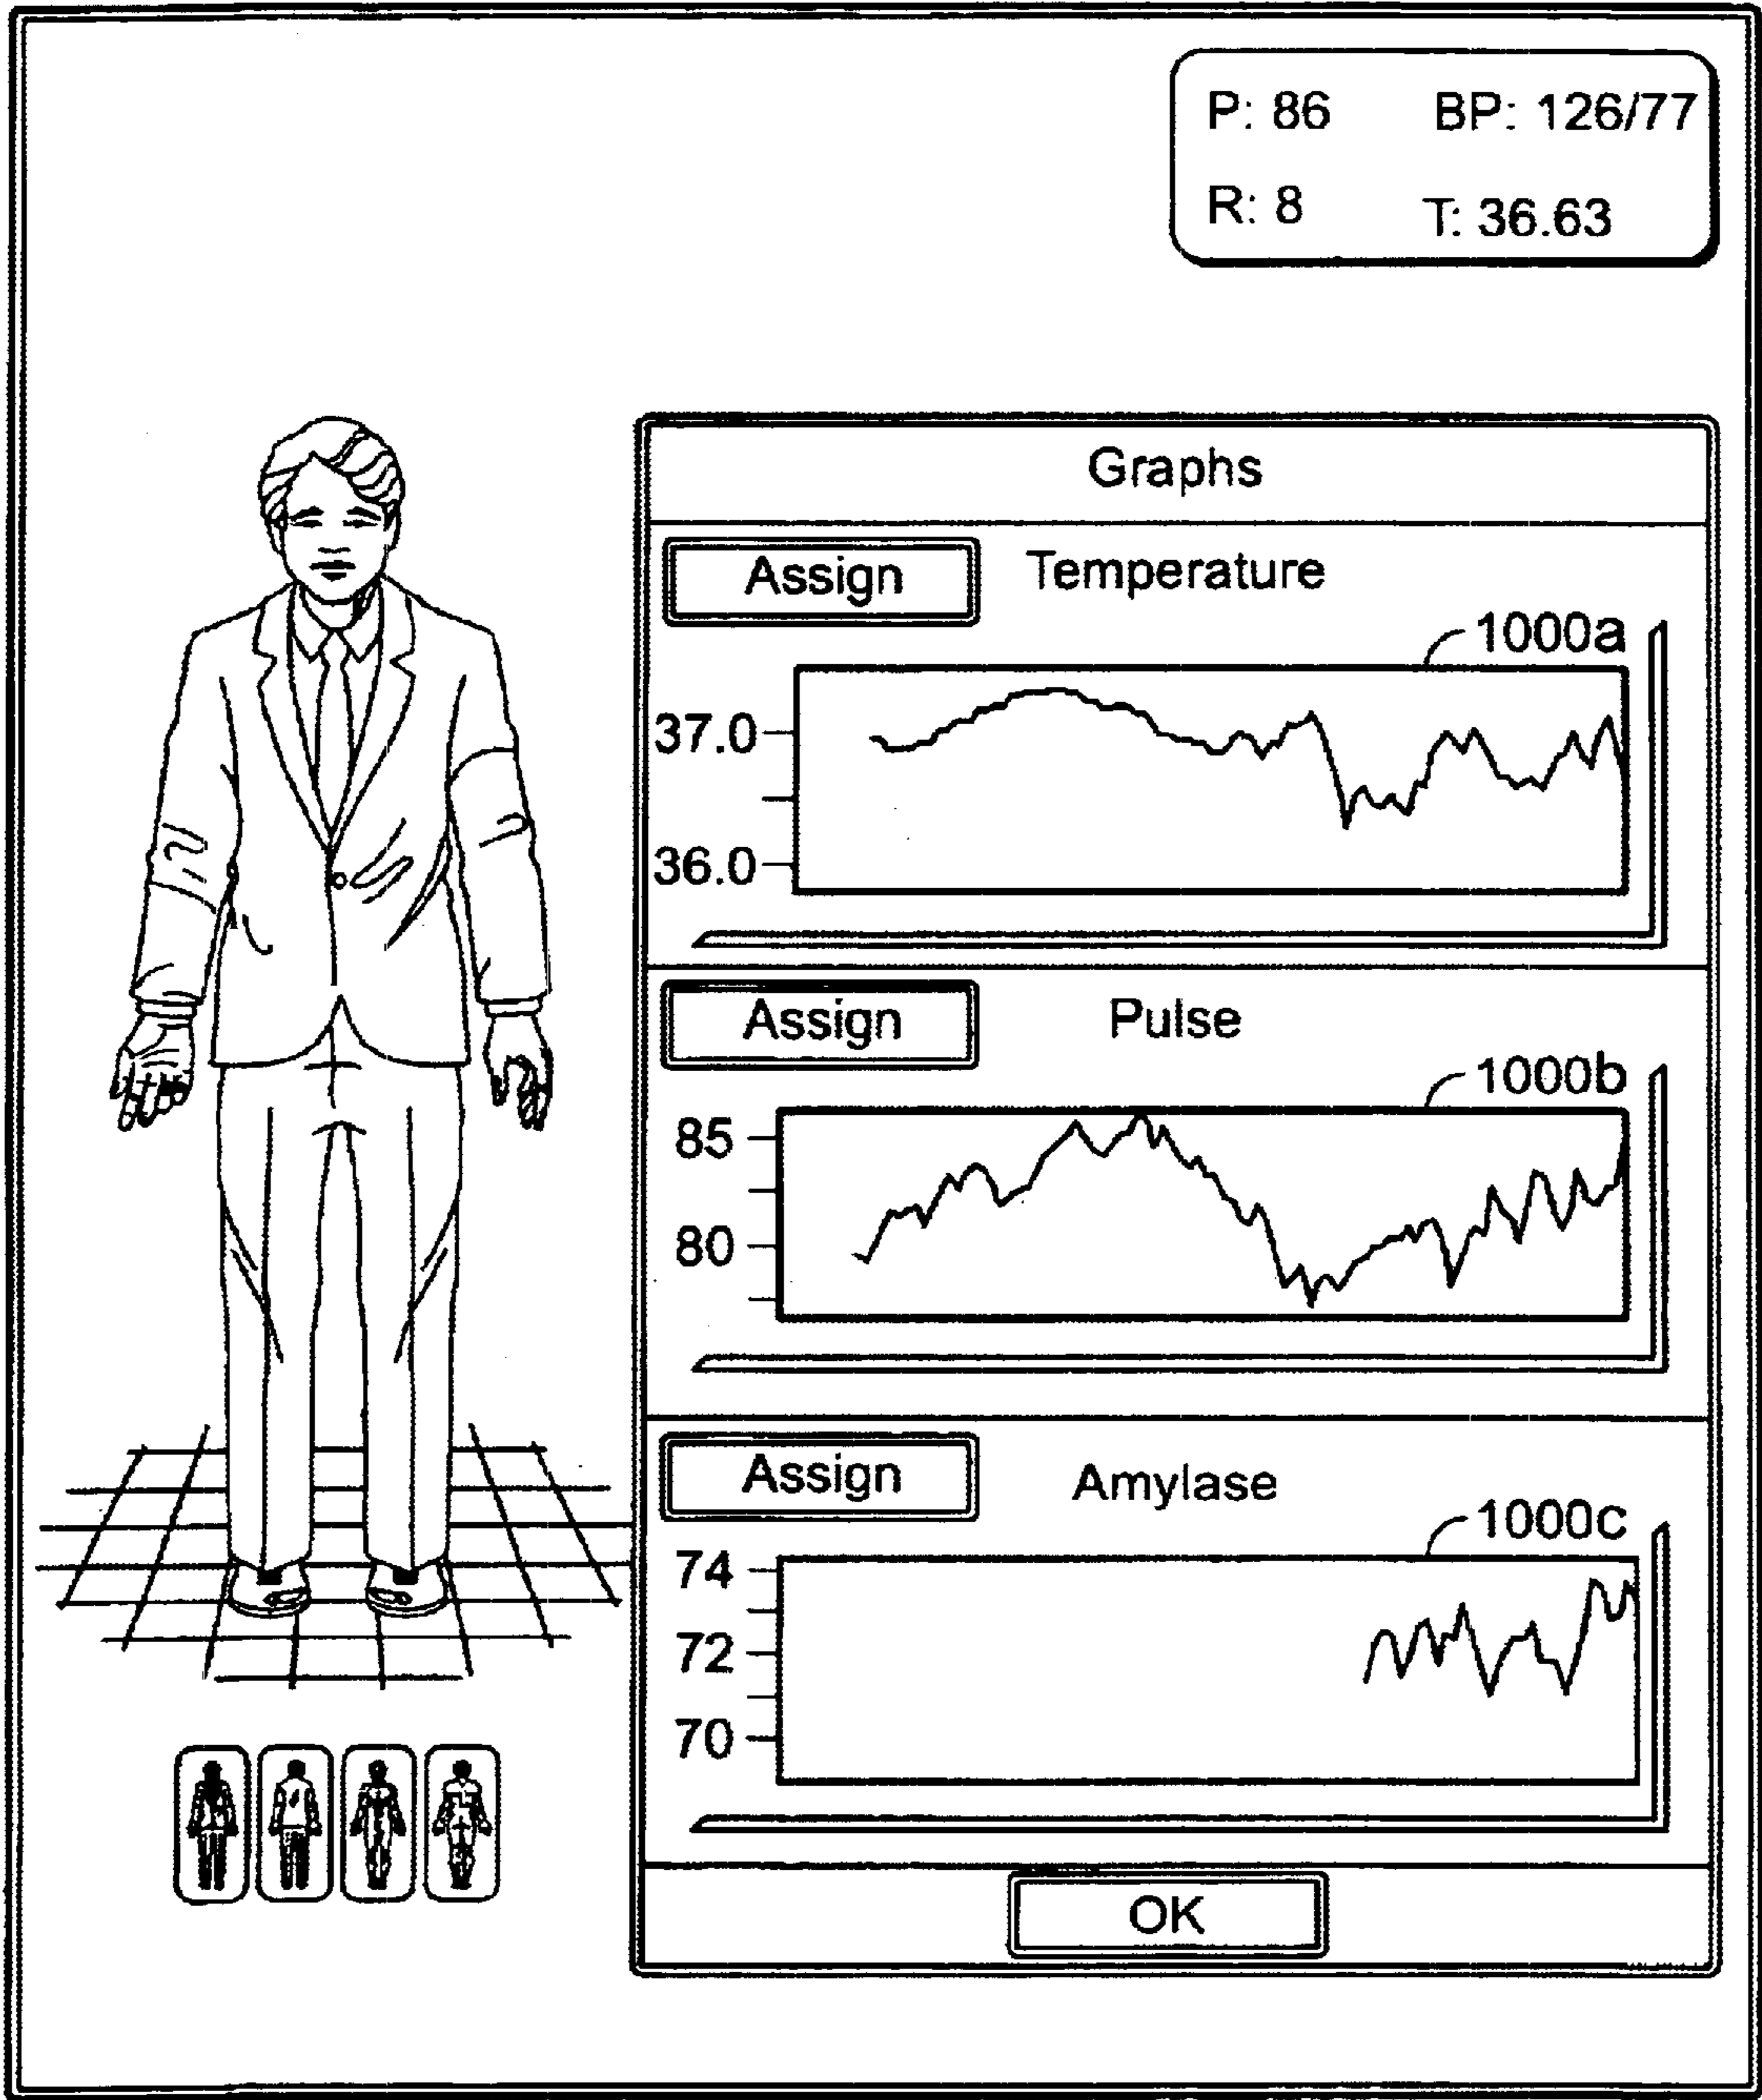 P: 86 BP: 126/77
R: 8 T: 36.63
Graphs
Assign Temperature
1000a
37.0
36.0
Assign Pulse
1000b
85
80
Assign Amylase
1000c
74
72
70
OK